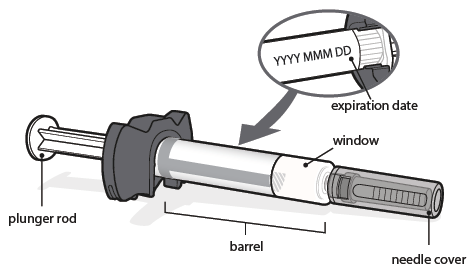 YYYY MMM DD
expiration date
window
plunger rod
barrel
needle cover